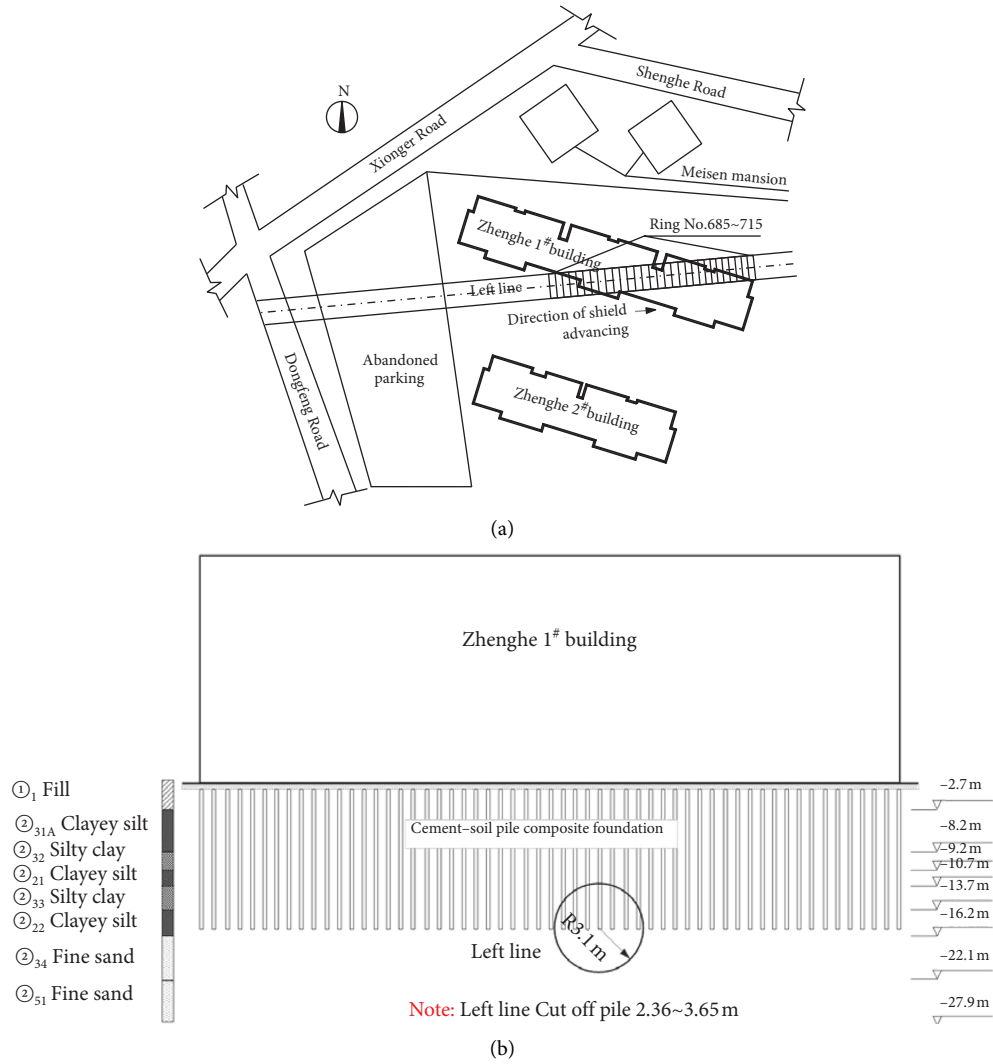 N
Shenghe Road
Xionger Road
Meisen mansion
Ring No.685~715
Zhenghe 1# building
Left line
Direction of shield
advancing
Abandoned
parking
Dongfeng Road
Zhenghe 2# building
(a)
Zhenghe 1# building
①1 Fill
②31A Clayey silt
②32 Silty clay
②21 Clayey silt
②33 Silty clay
②22 Clayey silt
②34 Fine sand
②51 Fine sand
Cement–soil pile composite foundation
R3.1 m
Left line
–2.7 m
–8.2 m
–9.2 m
–10.7 m
–13.7 m
–16.2 m
–22.1 m
–27.9 m
Note: Left line Cut off pile 2.36~3.65 m
(b)